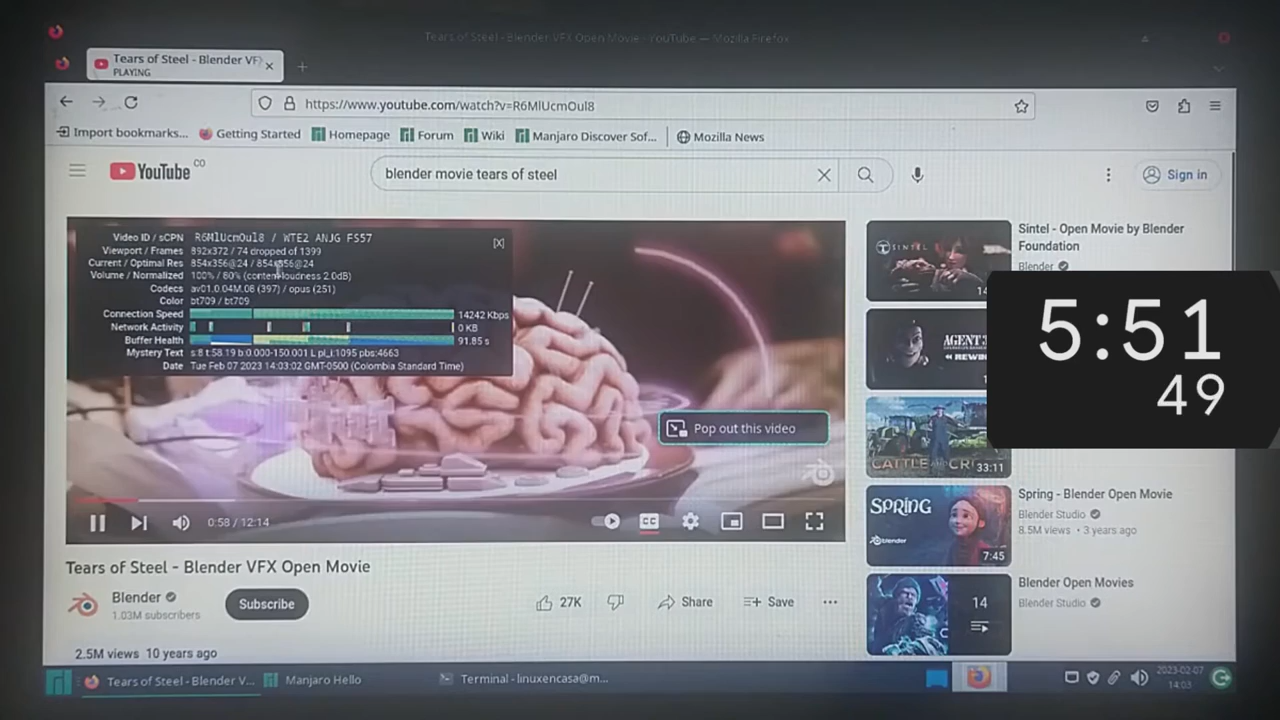 Tears of Steel - Blender VFX Open Movie - YouTube — Mozilla Firefox
Tears of Steel - Blender VF
PLAYING
https://www.youtube.com/watch?v=R6MlUcmOul8
Import bookmarks...
Getting Started
Homepage
Forum
Wiki
Manjaro Discover Sof...
Mozilla News
YouTube CO
blender movie tears of steel
Sign in
Video ID / sCPN R6MlUcmOul8 / WTE2 ANJG FS57
[X]
Viewport / Frames 892x372 / 74 dropped of 1399
Current / Optimal Res 854x356@24 / 854x356@24
Volume / Normalized 100% / 80% (content loudness 2.0dB)
Codecs av01.0.04M.08 (397) / opus (251)
Color bt709 / bt709
Connection Speed 14242 Kbps
Network Activity 0 KB
Buffer Health 91.85 s
Mystery Text s:8 t:58.19 b:0.000-150.001 L pl_i:1095 pbs:4663
Date Tue Feb 07 2023 14:03:02 GMT-0500 (Colombia Standard Time)
Pop out this video
0:58 / 12:14
CC
Tears of Steel - Blender VFX Open Movie
Blender
1.03M subscribers
Subscribe
27K
Share
Save
2.5M views 10 years ago
SINTEL
14
Sintel - Open Movie by Blender
Foundation
Blender
AGENT 3
REWIND
5:51
49
CATTLE AND CR
33:11
SPRING
blender
7:45
Spring - Blender Open Movie
Blender Studio
8.5M views • 3 years ago
14
Blender Open Movies
Blender Studio
Tears of Steel - Blender V...
Manjaro Hello
Terminal - linuxencasa@m...
2023-02-07
14:03